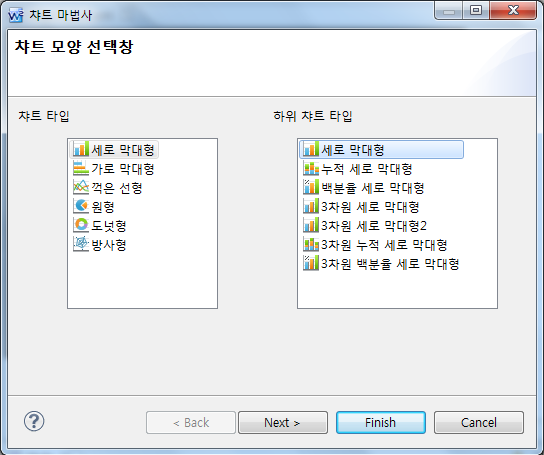 챠트 마법사
챠트 모양 선택창
챠트 타입
세로 막대형
가로 막대형
꺽은 선형
원형
도넛형
방사형
하위 챠트 타입
세로 막대형
누적 세로 막대형
백분율 세로 막대형
3차원 세로 막대형
3차원 세로 막대형2
3차원 누적 세로 막대형
3차원 백분율 세로 막대형
< Back
Next >
Finish
Cancel